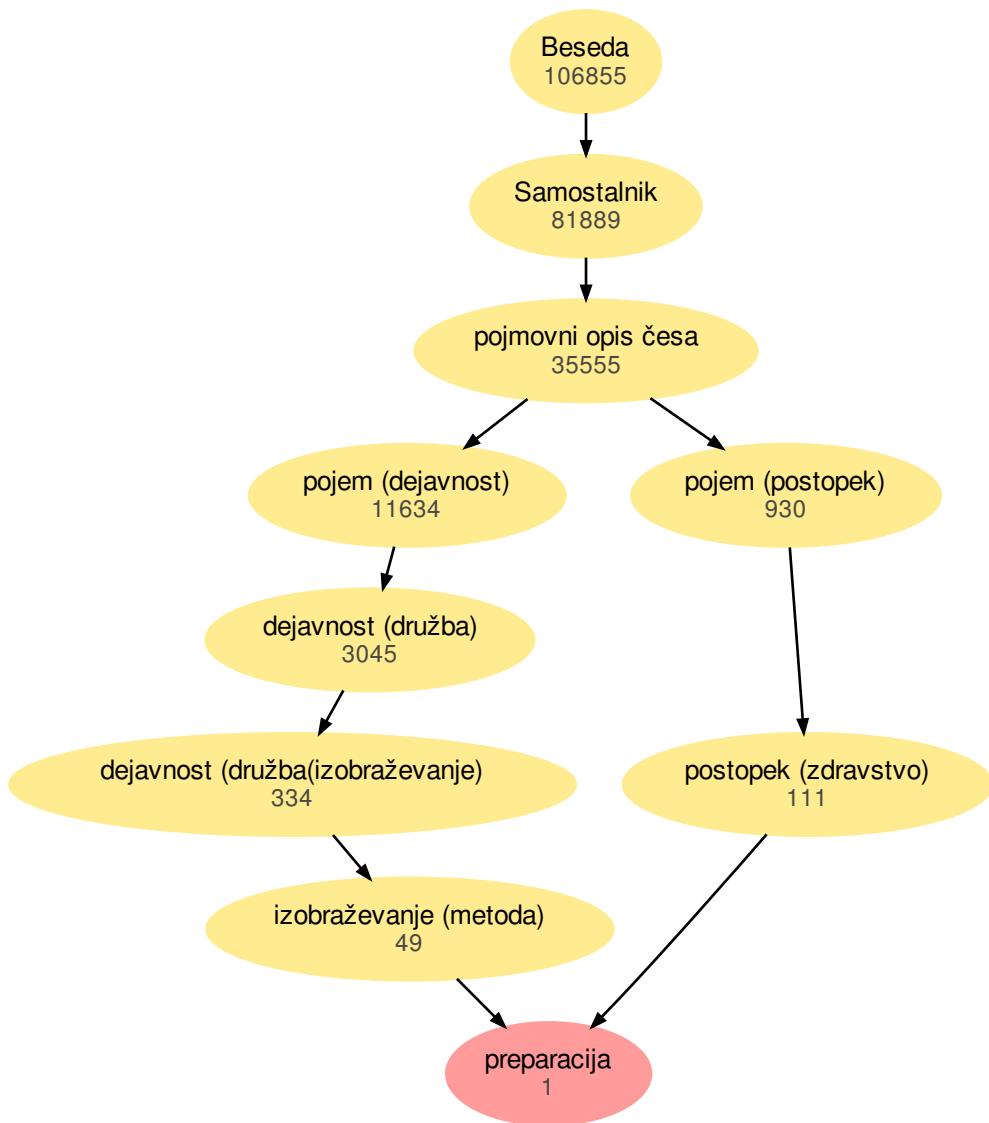 Beseda
106855
Samostalnik
81889
pojmovni opis česa
35555
pojem (dejavnost)
11634
pojem (postopek)
930
dejavnost (družba)
3045
dejavnost (družba(izobraževanje)
334
postopek (zdravstvo)
111
izobraževanje (metoda)
49
preparacija
1